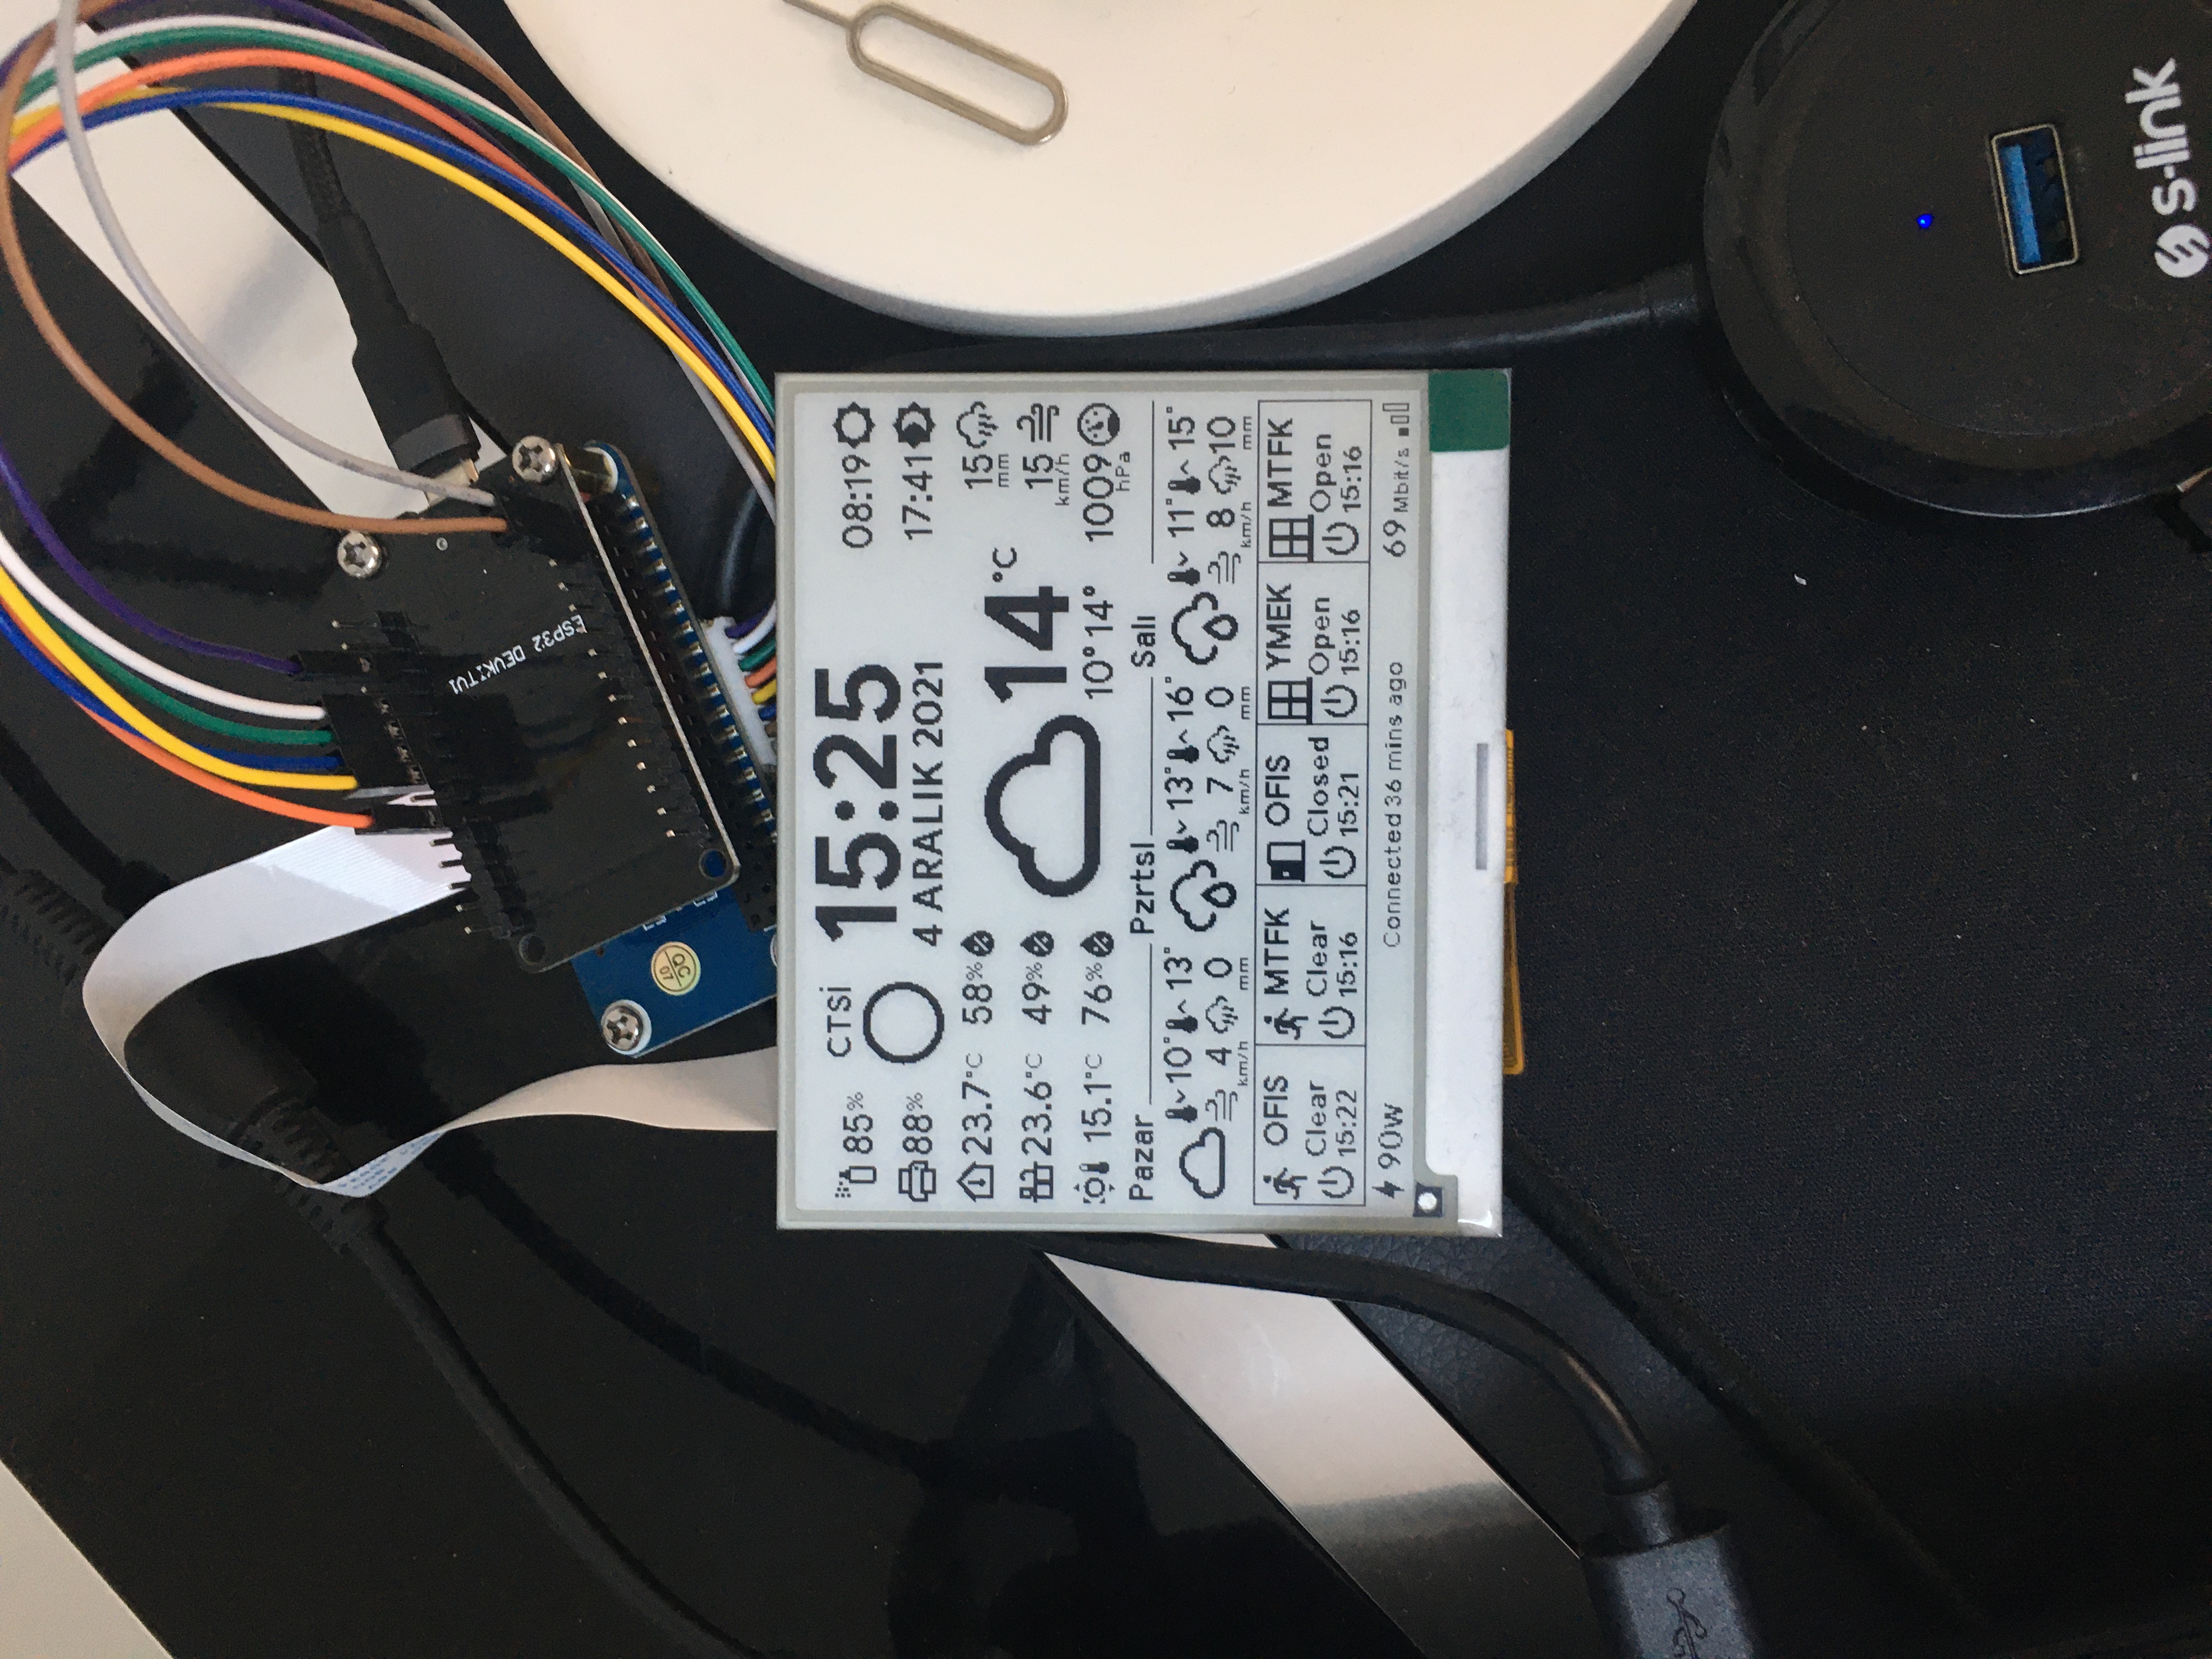 ESP32 DEVKITV1
QC
07
85%
CTSİ
15:25
08:19
88%
4 ARALIK 2021
17:41
23.7°C 58%
15
mm
23.6°C 49%
14°C
15
km/h
15.1°C 76%
10° 14°
1009
hPa
Pazar
Pzrtsl
Salı
10° 13°
13° 16°
11° 15°
4 0
7 0
8 10
km/h mm
km/h mm
km/h mm
OFIS
MTFK
OFIS
YMEK
MTFK
Clear
Clear
Closed
Open
Open
15:22
15:16
15:21
15:16
15:16
90W
Connected 36 mins ago
69 Mbit/s
s-link